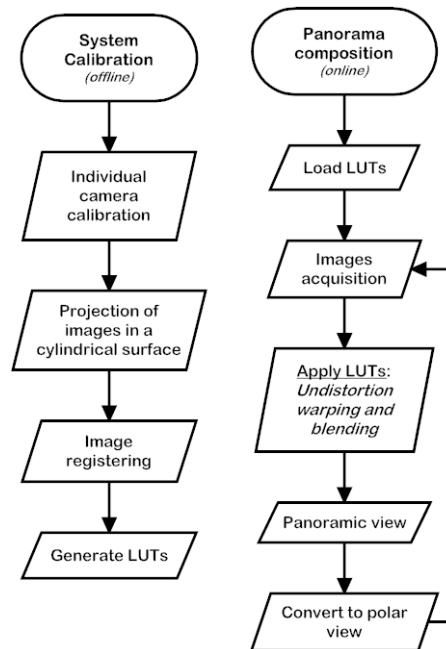 System
Calibration
(offline)
Individual
camera
calibration
Projection of
images in a
cylindrical surface
Image
registering
Generate LUTs
Panorama
composition
(online)
Load LUTs
Images
acquisition
Apply LUTs:
Undistortion
warping and
blending
Panoramic view
Convert to polar
view